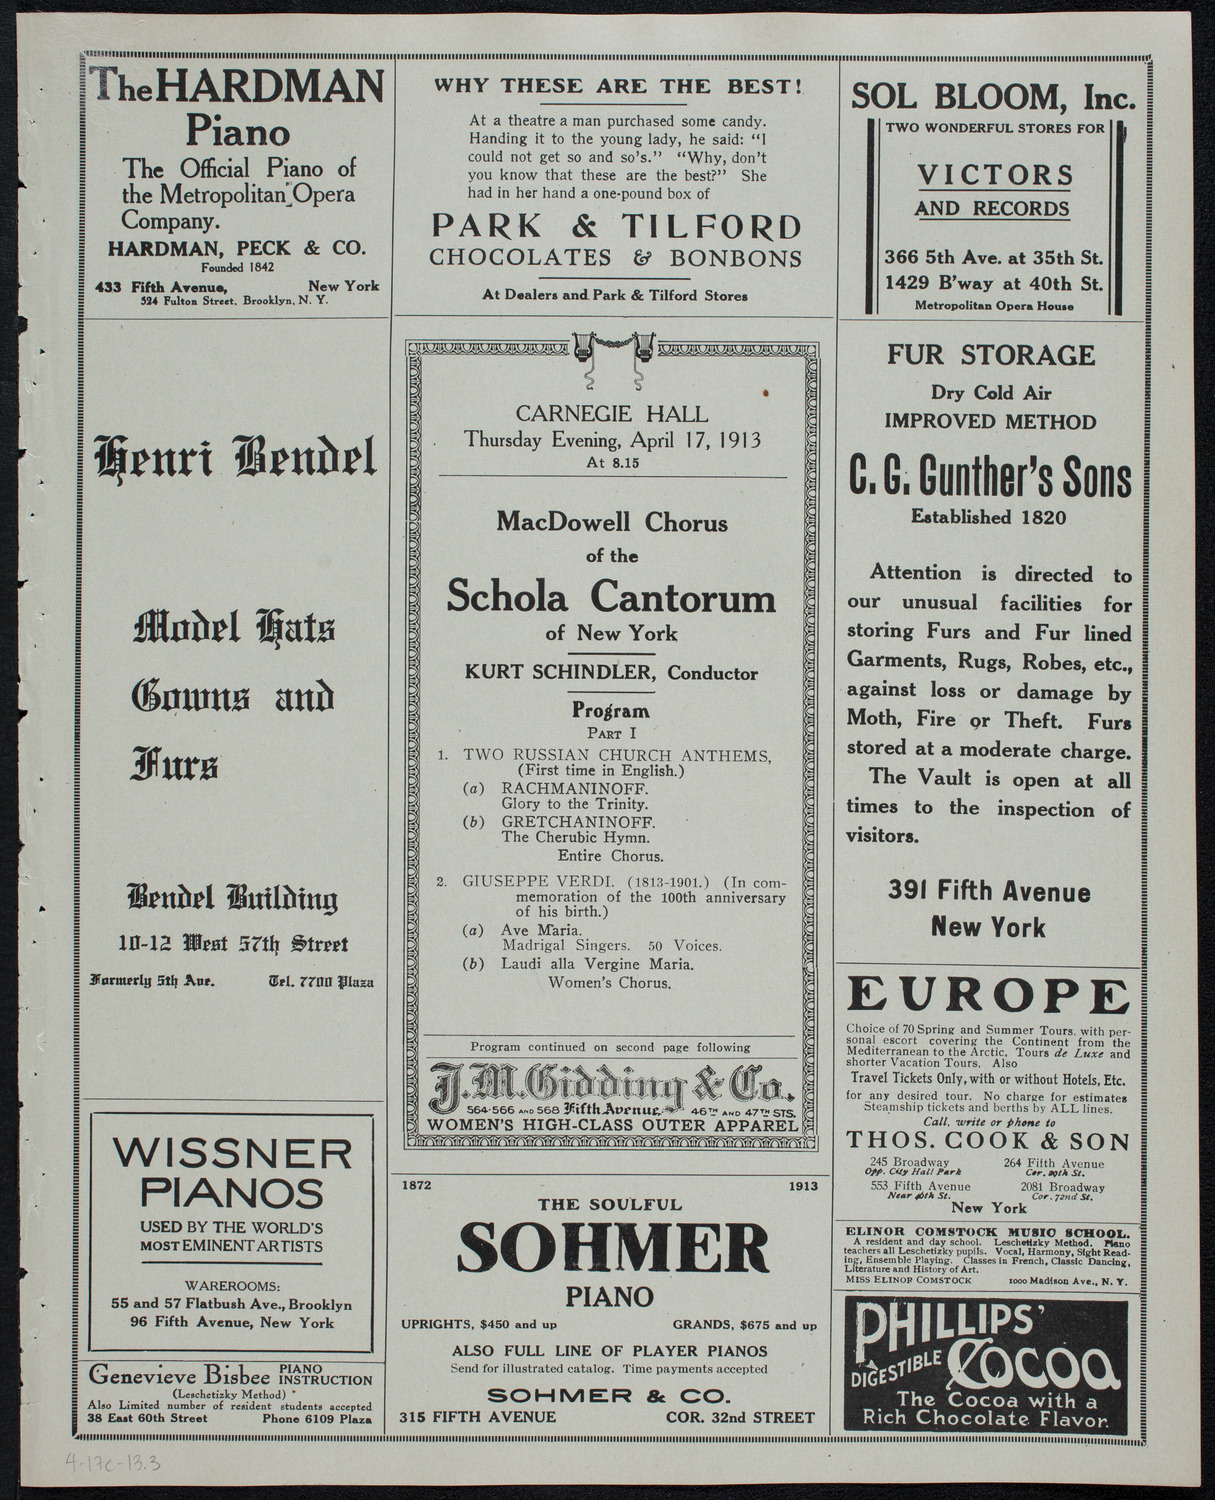 The HARDMAN
Piano
The Official Piano of
the Metropolitan Opera
Company.
HARDMAN, PECK & CO.
Founded 1842
433 Fifth Avenue, New York
524 Fulton Street, Brooklyn, N. Y.
Henri Bendel
Model Hats
Gowns and
Furs
Bendel Building
10-12 West 57th Street
Formerly 5th Ave. Tel. 7700 Plaza
WISSNER
PIANOS
USED BY THE WORLD'S
MOST EMINENT ARTISTS
WAREROOMS:
55 and 57 Flatbush Ave., Brooklyn
96 Fifth Avenue, New York
Genevieve Bisbee PIANO INSTRUCTION
(Leschetizky Method)
Also Limited number of resident students accepted
38 East 60th Street Phone 6109 Plaza
WHY THESE ARE THE BEST!
At a theatre a man purchased some candy.
Handing it to the young lady, he said: "I
could not get so and so's." "Why, don't
you know that these are the best?" She
had in her hand a one-pound box of
PARK & TILFORD
CHOCOLATES & BONBONS
At Dealers and Park & Tilford Stores
CARNEGIE HALL
Thursday Evening, April 17, 1913
At 8.15
MacDowell Chorus
of the
Schola Cantorum
of New York
KURT SCHINDLER, Conductor
Program
PART I
1. TWO RUSSIAN CHURCH ANTHEMS,
(First time in English.)
(a) RACHMANINOFF.
Glory to the Trinity.
(b) GRETCHANINOFF.
The Cherubic Hymn.
Entire Chorus.
2. GIUSEPPE VERDI. (1813-1901.) (In com-
memoration of the 100th anniversary
of his birth.)
(a) Ave Maria.
Madrigal Singers. 50 Voices.
(b) Laudi alla Vergine Maria.
Women's Chorus.
Program continued on second page following
J. M. Gidding & Co.
564-566 AND 568 Fifth Avenue 46TH AND 47TH STS.
WOMEN'S HIGH-CLASS OUTER APPAREL
1872 1913
THE SOULFUL
SOHMER
PIANO
UPRIGHTS, $450 and up GRANDS, $675 and up
ALSO FULL LINE OF PLAYER PIANOS
Send for illustrated catalog. Time payments accepted
SOHMER & CO.
315 FIFTH AVENUE COR. 32nd STREET
SOL BLOOM, Inc.
TWO WONDERFUL STORES FOR
VICTORS
AND RECORDS
366 5th Ave. at 35th St.
1429 B'way at 40th St.
Metropolitan Opera House
FUR STORAGE
Dry Cold Air
IMPROVED METHOD
C. G. Gunther's Sons
Established 1820
Attention is directed to
our unusual facilities for
storing Furs and Fur lined
Garments, Rugs, Robes, etc.,
against loss or damage by
Moth, Fire or Theft. Furs
stored at a moderate charge.
The Vault is open at all
times to the inspection of
visitors.
391 Fifth Avenue
New York
EUROPE
Choice of 70 Spring and Summer Tours, with per-
sonal escort covering the Continent from the
Mediterranean to the Arctic. Tours de Luxe and
shorter Vacation Tours. Also
Travel Tickets Only, with or without Hotels, Etc.
for any desired tour. No charge for estimates
Steamship tickets and berths by ALL lines.
Call, write or phone to
THOS. COOK & SON
245 Broadway 264 Fifth Avenue
Opp. City Hall Park Cor. 29th St.
553 Fifth Avenue 2081 Broadway
Near 46th St. Cor. 72nd St.
New York
ELINOR COMSTOCK MUSIC SCHOOL.
A resident and day school. Leschetizky Method. Piano
teachers all Leschetizky pupils. Vocal, Harmony, Sight Read-
ing, Ensemble Playing. Classes in French, Classic Dancing,
Literature and History of Art.
MISS ELINOR COMSTOCK 1000 Madison Ave., N. Y.
PHILLIPS'
DIGESTIBLE COCOA
The Cocoa with a
Rich Chocolate Flavor.
4-17c-13.3